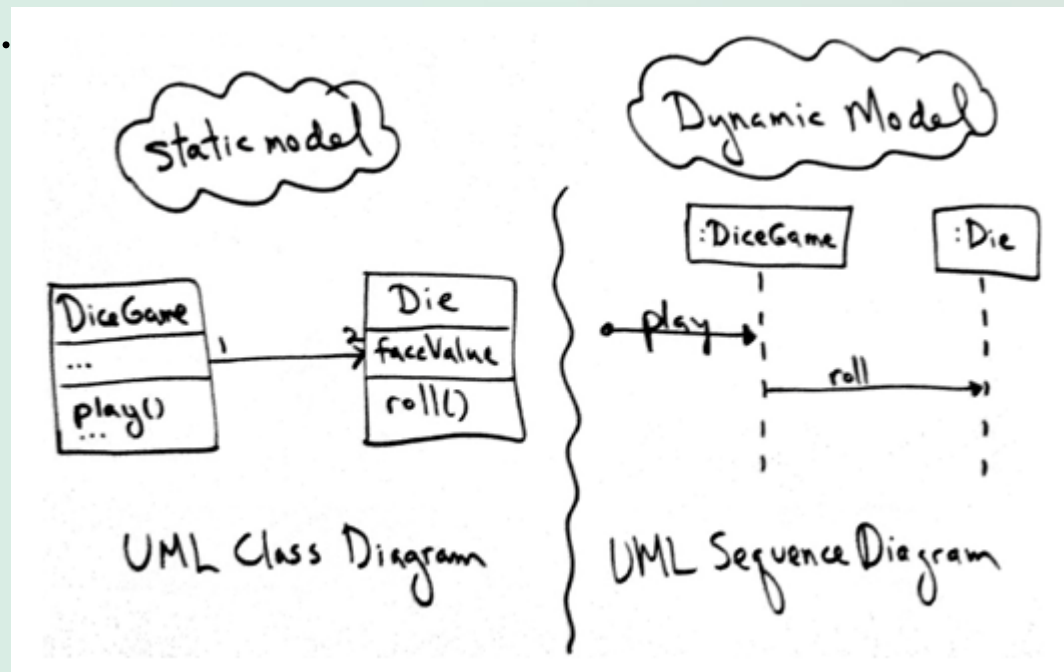 static model
DiceGame
...
play()
...
1
2
Die
faceValue
roll()
UML Class Diagram
Dynamic Model
:DiceGame
:Die
play
roll
UML Sequence Diagram